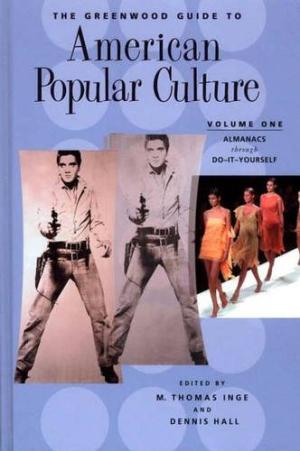 THE GREENWOOD GUIDE TO
American
Popular Culture
VOLUME ONE
ALMANACS
through
DO-IT-YOURSELF
EDITED BY
M. THOMAS INGE
AND
DENNIS HALL